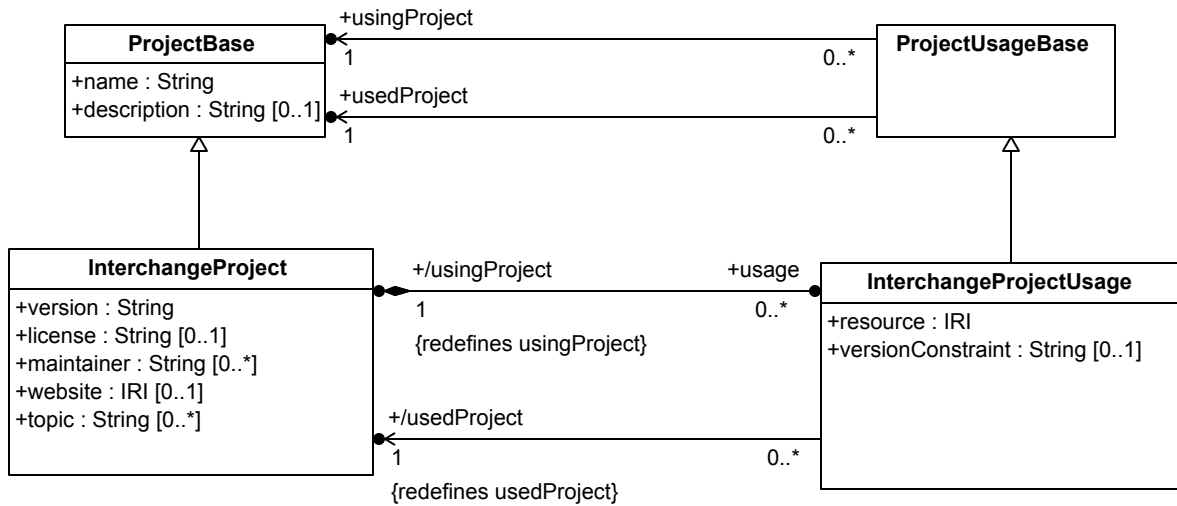 ProjectBase
+name : String
+description : String [0..1]
+usingProject
1
0..*
+usedProject
1
0..*
ProjectUsageBase
InterchangeProject
+version : String
+license : String [0..1]
+maintainer : String [0..*]
+website : IRI [0..1]
+topic : String [0..*]
+/usingProject
+usage
1
0..*
{redefines usingProject}
+/usedProject
1
0..*
{redefines usedProject}
InterchangeProjectUsage
+resource : IRI
+versionConstraint : String [0..1]